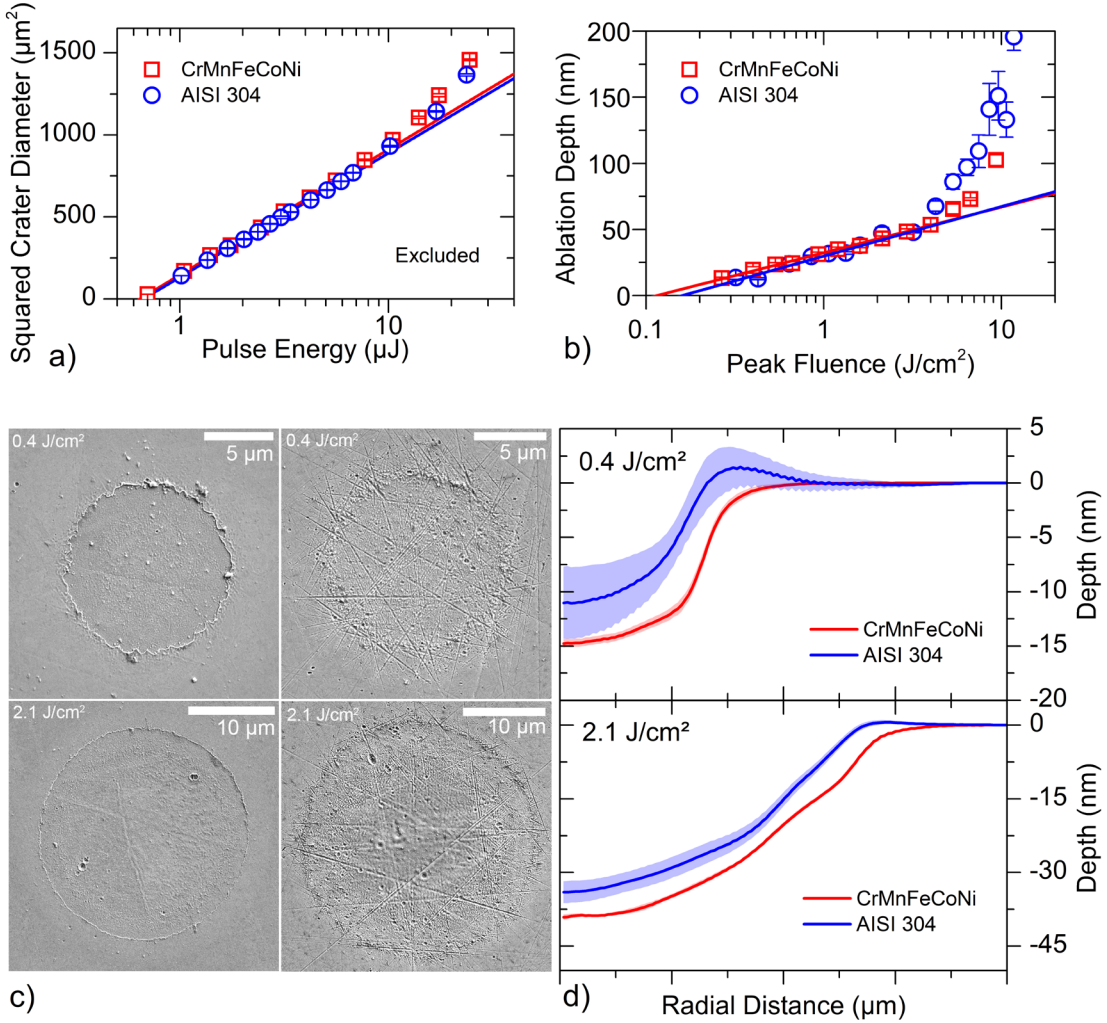 Squared Crater Diameter (µm²)
1500
1000
500
0
CrMnFeCoNi
AISI 304
Excluded
1
10
Pulse Energy (µJ)
a)
Ablation Depth (nm)
200
150
100
50
0
CrMnFeCoNi
AISI 304
0.1
1
10
Peak Fluence (J/cm²)
b)
0.4 J/cm²
5 µm
0.4 J/cm²
5 µm
2.1 J/cm²
10 µm
2.1 J/cm²
10 µm
c)
0.4 J/cm²
5
0
-5
-10
-15
-20
Depth (nm)
CrMnFeCoNi
AISI 304
2.1 J/cm²
0
-15
-30
-45
Depth (nm)
CrMnFeCoNi
AISI 304
d)
Radial Distance (µm)